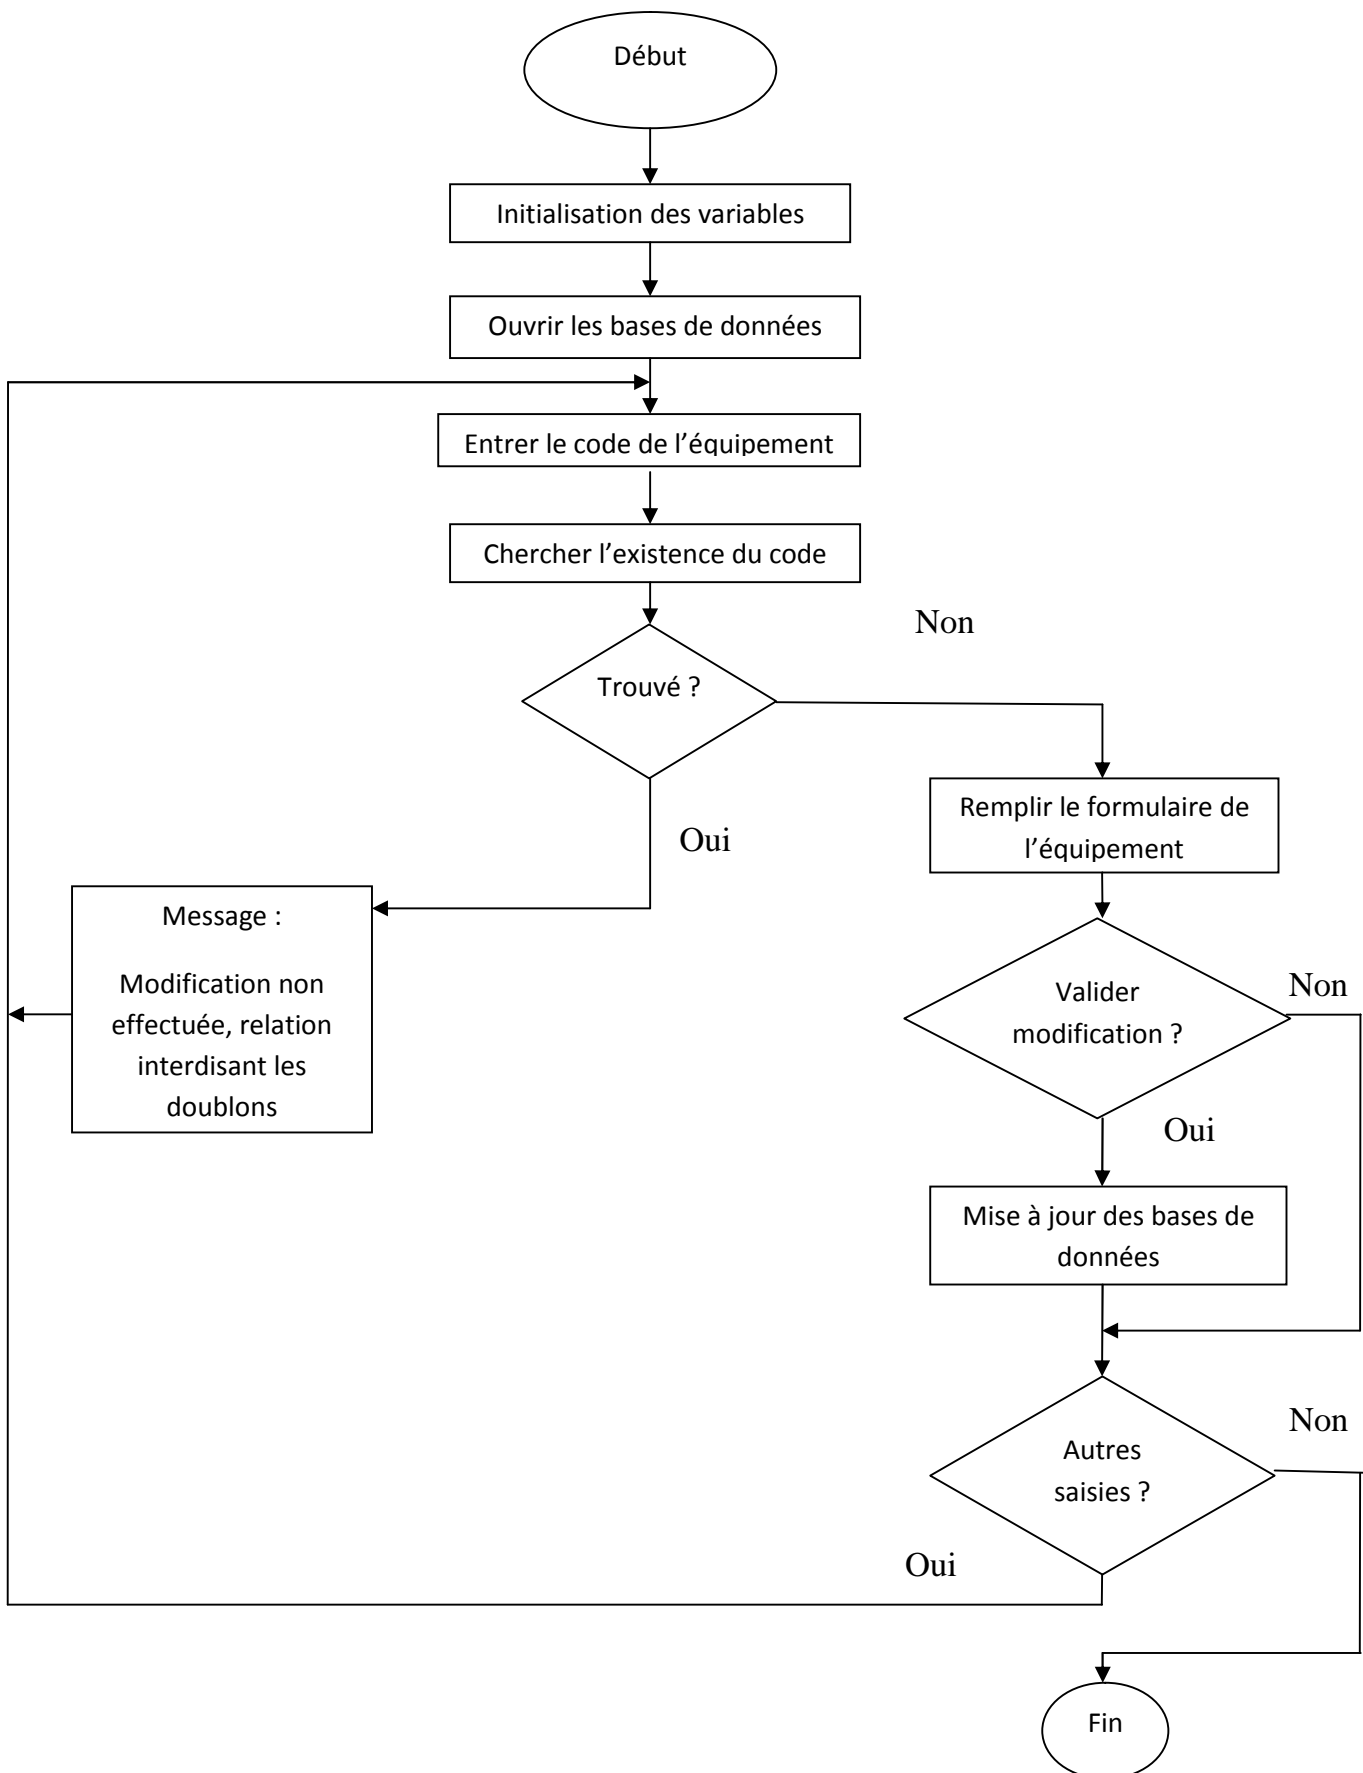 Début
Initialisation des variables
Ouvrir les bases de données
Entrer le code de l’équipement
Chercher l’existence du code
Non
Trouvé ?
Remplir le formulaire de
l’équipement
Oui
Message :
Modification non
effectuée, relation
interdisant les
doublons
Valider
modification ?
Non
Oui
Mise à jour des bases de
données
Autres
saisies ?
Non
Oui
Fin